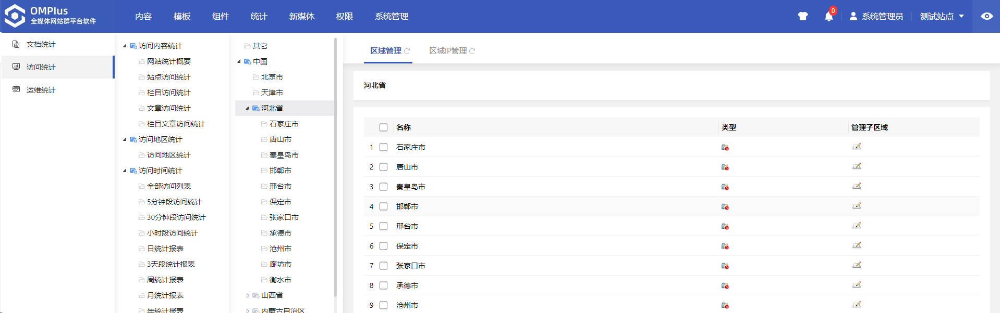 OMPlus
全媒体网站群平台软件
内容 模板 组件 统计 新媒体 权限 系统管理
0
系统管理员 测试站点
文档统计
访问统计
运维统计
访问内容统计
网站统计概要
站点访问统计
栏目访问统计
文章访问统计
栏目文章访问统计
访问地区统计
访问地区统计
访问时间统计
全部访问列表
5分钟段访问统计
30分钟段访问统计
小时段访问统计
日统计报表
3天段统计报表
周统计报表
月统计报表
年统计报表
其它
中国
北京市
天津市
河北省
石家庄市
唐山市
秦皇岛市
邯郸市
邢台市
保定市
张家口市
承德市
沧州市
廊坊市
衡水市
山西省
内蒙古自治区
区域管理 区域IP管理
河北省
名称 类型 管理子区域
1 石家庄市
2 唐山市
3 秦皇岛市
4 邯郸市
5 邢台市
6 保定市
7 张家口市
8 承德市
9 沧州市